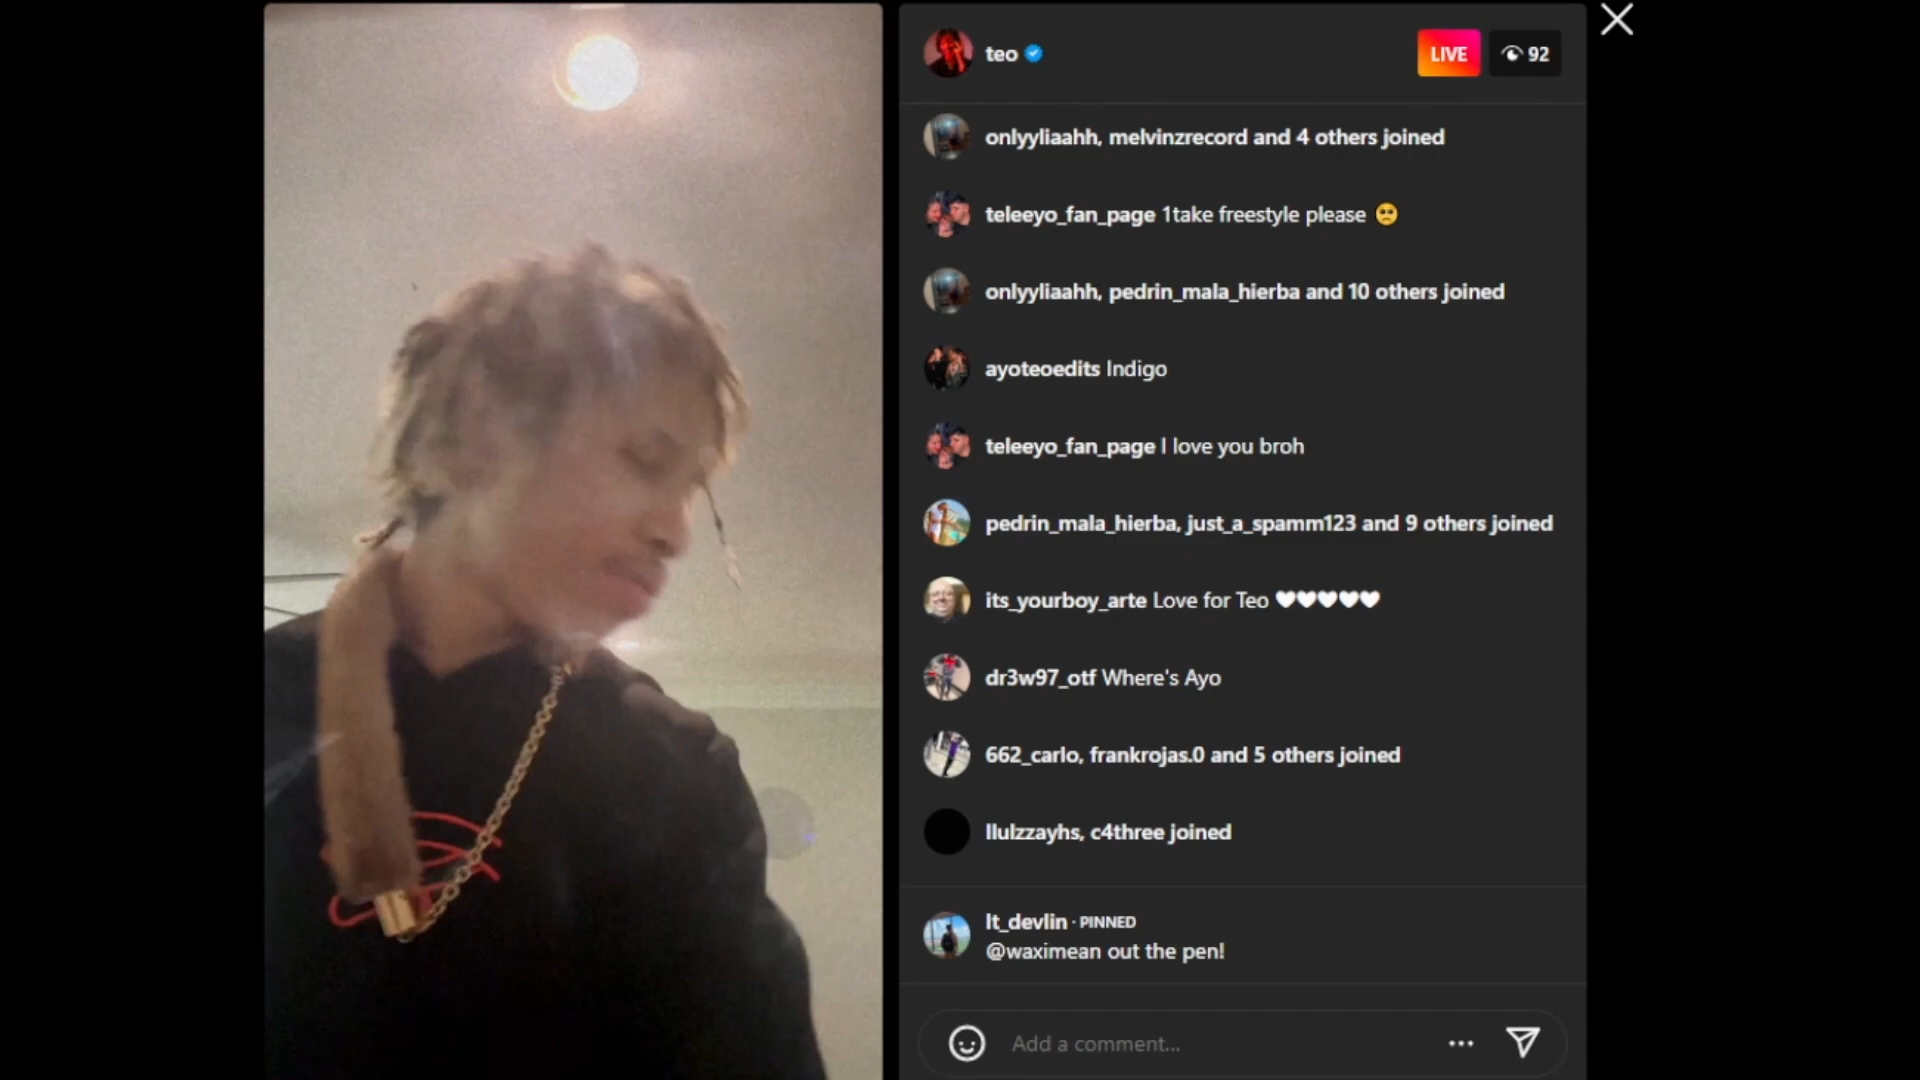 teo
LIVE
92
onlyyliaahh, melvinzrecord and 4 others joined
teleeyo_fan_page 1take freestyle please 🥺
onlyyliaahh, pedrin_mala_hierba and 10 others joined
ayoteoedits Indigo
teleeyo_fan_page I love you broh
pedrin_mala_hierba, just_a_spamm123 and 9 others joined
its_yourboy_arte Love for Teo 🤍🤍🤍🤍🤍
dr3w97_otf Where's Ayo
662_carlo, frankrojas.0 and 5 others joined
llulzzayhs, c4three joined
lt_devlin · PINNED
@waximean out the pen!
Add a comment...